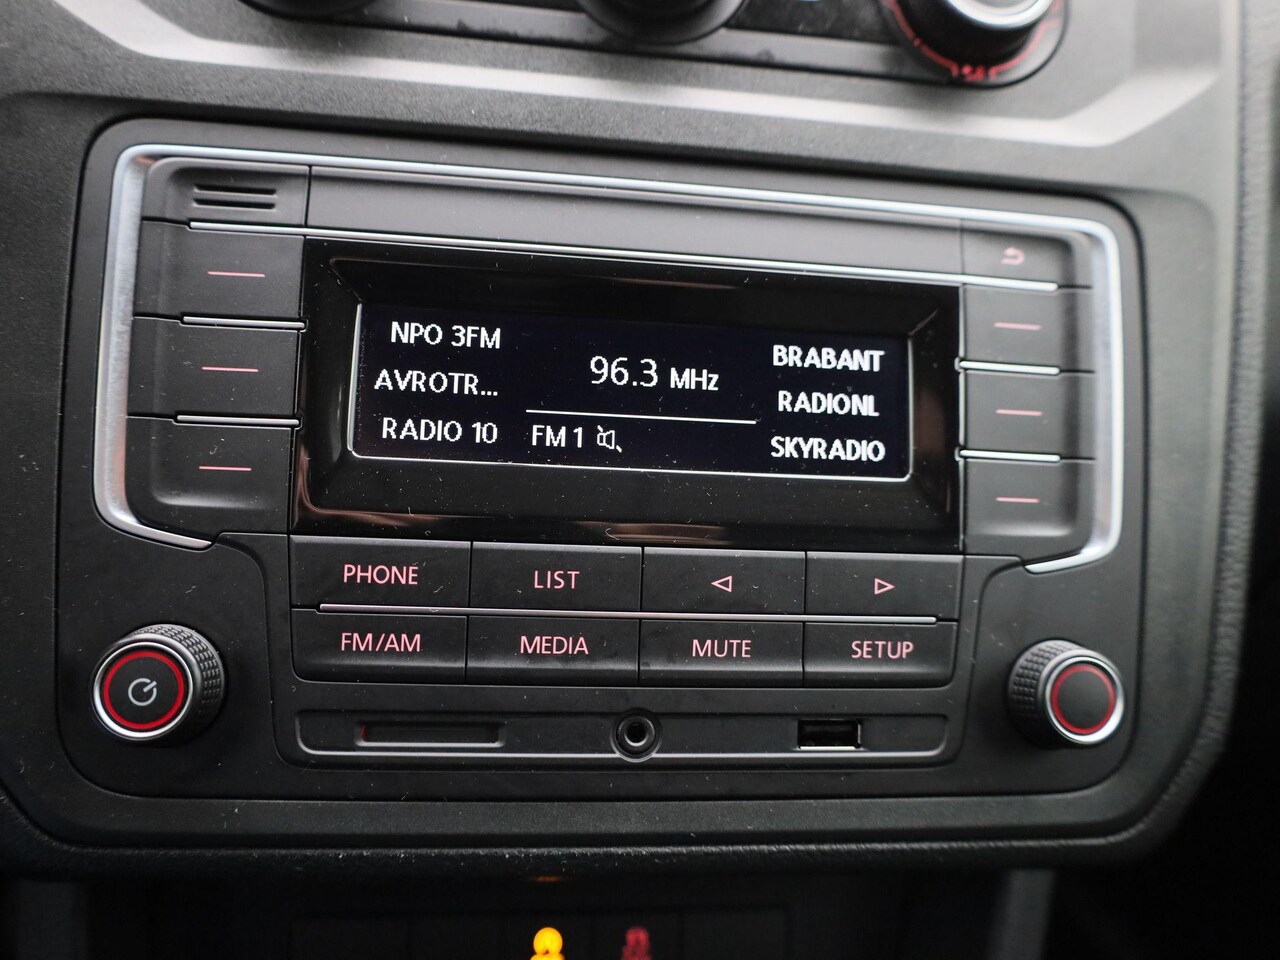 NPO 3FM
AVROTR...
RADIO 10
96.3 MHz
FM 1
BRABANT
RADIONL
SKYRADIO
PHONE
LIST
FM/AM
MEDIA
MUTE
SETUP